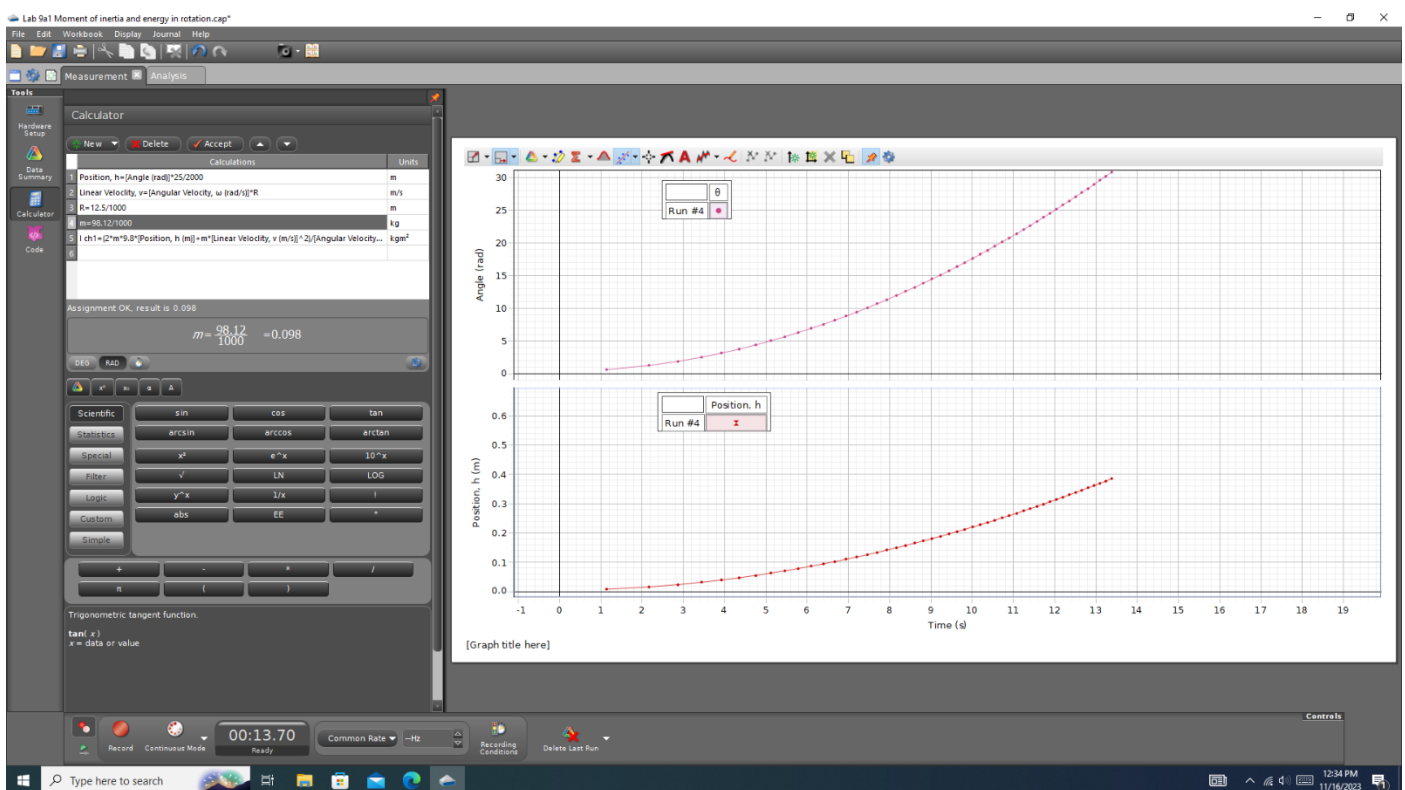 Lab 9a1 Moment of inertia and energy in rotation.cap*
File Edit Workbook Display Journal Help
Measurement Analysis
Tools
Hardware
Setup
Data
Summary
Calculator
Code
Calculator
New Delete Accept
Calculations Units
1 Position, h=[Angle (rad)]*25/2000 m
2 Linear Veloclity, v=[Angular Velocity, ω (rad/s)]*R m/s
3 R=12.5/1000 m
4 m=98.12/1000 kg
5 I ch1=(2*m*9.8*[Position, h (m)]+m*[Linear Veloclity, v (m/s)]^2)/[Angular Velocity... kgm²
6
Assignment OK, result is 0.098
m= 98.12
1000 =0.098
DEG RAD
Scientific sin cos tan
Statistics arcsin arccos arctan
Special x² e^x 10^x
Filter √ LN LOG
Logic y^x 1/x !
Custom abs EE
Simple
+ - * /
π ( )
Trigonometric tangent function.
tan( x )
x = data or value
θ
Run #4
30
25
20
15
10
5
0
Angle (rad)
Position, h
Run #4
0.6
0.5
0.4
0.3
0.2
0.1
0.0
Position, h (m)
-1 0 1 2 3 4 5 6 7 8 9 10 11 12 13 14 15 16 17 18 19
Time (s)
[Graph title here]
Controls
Record Continuous Mode
00:13.70
Ready
Common Rate --Hz
Recording
Conditions
Delete Last Run
Type here to search
12:34 PM
11/16/2023